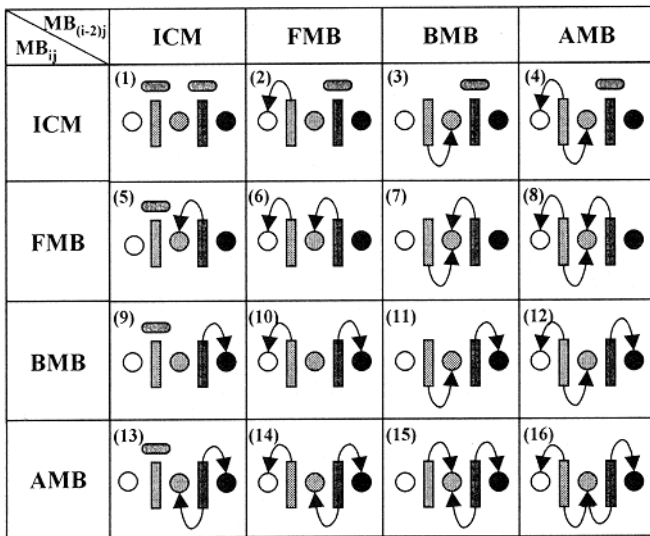 MB(i-2)j
MBij
ICM
FMB
BMB
AMB
ICM
(1)
(2)
(3)
(4)
FMB
(5)
(6)
(7)
(8)
BMB
(9)
(10)
(11)
(12)
AMB
(13)
(14)
(15)
(16)